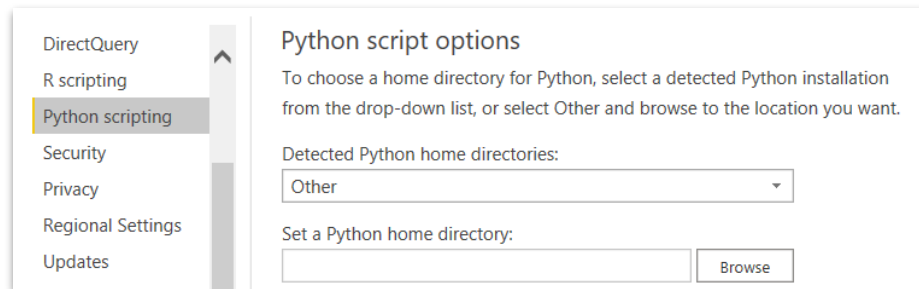 DirectQuery
R scripting
Python scripting
Security
Privacy
Regional Settings
Updates
Python script options
To choose a home directory for Python, select a detected Python installation
from the drop-down list, or select Other and browse to the location you want.
Detected Python home directories:
Other
Set a Python home directory:
Browse